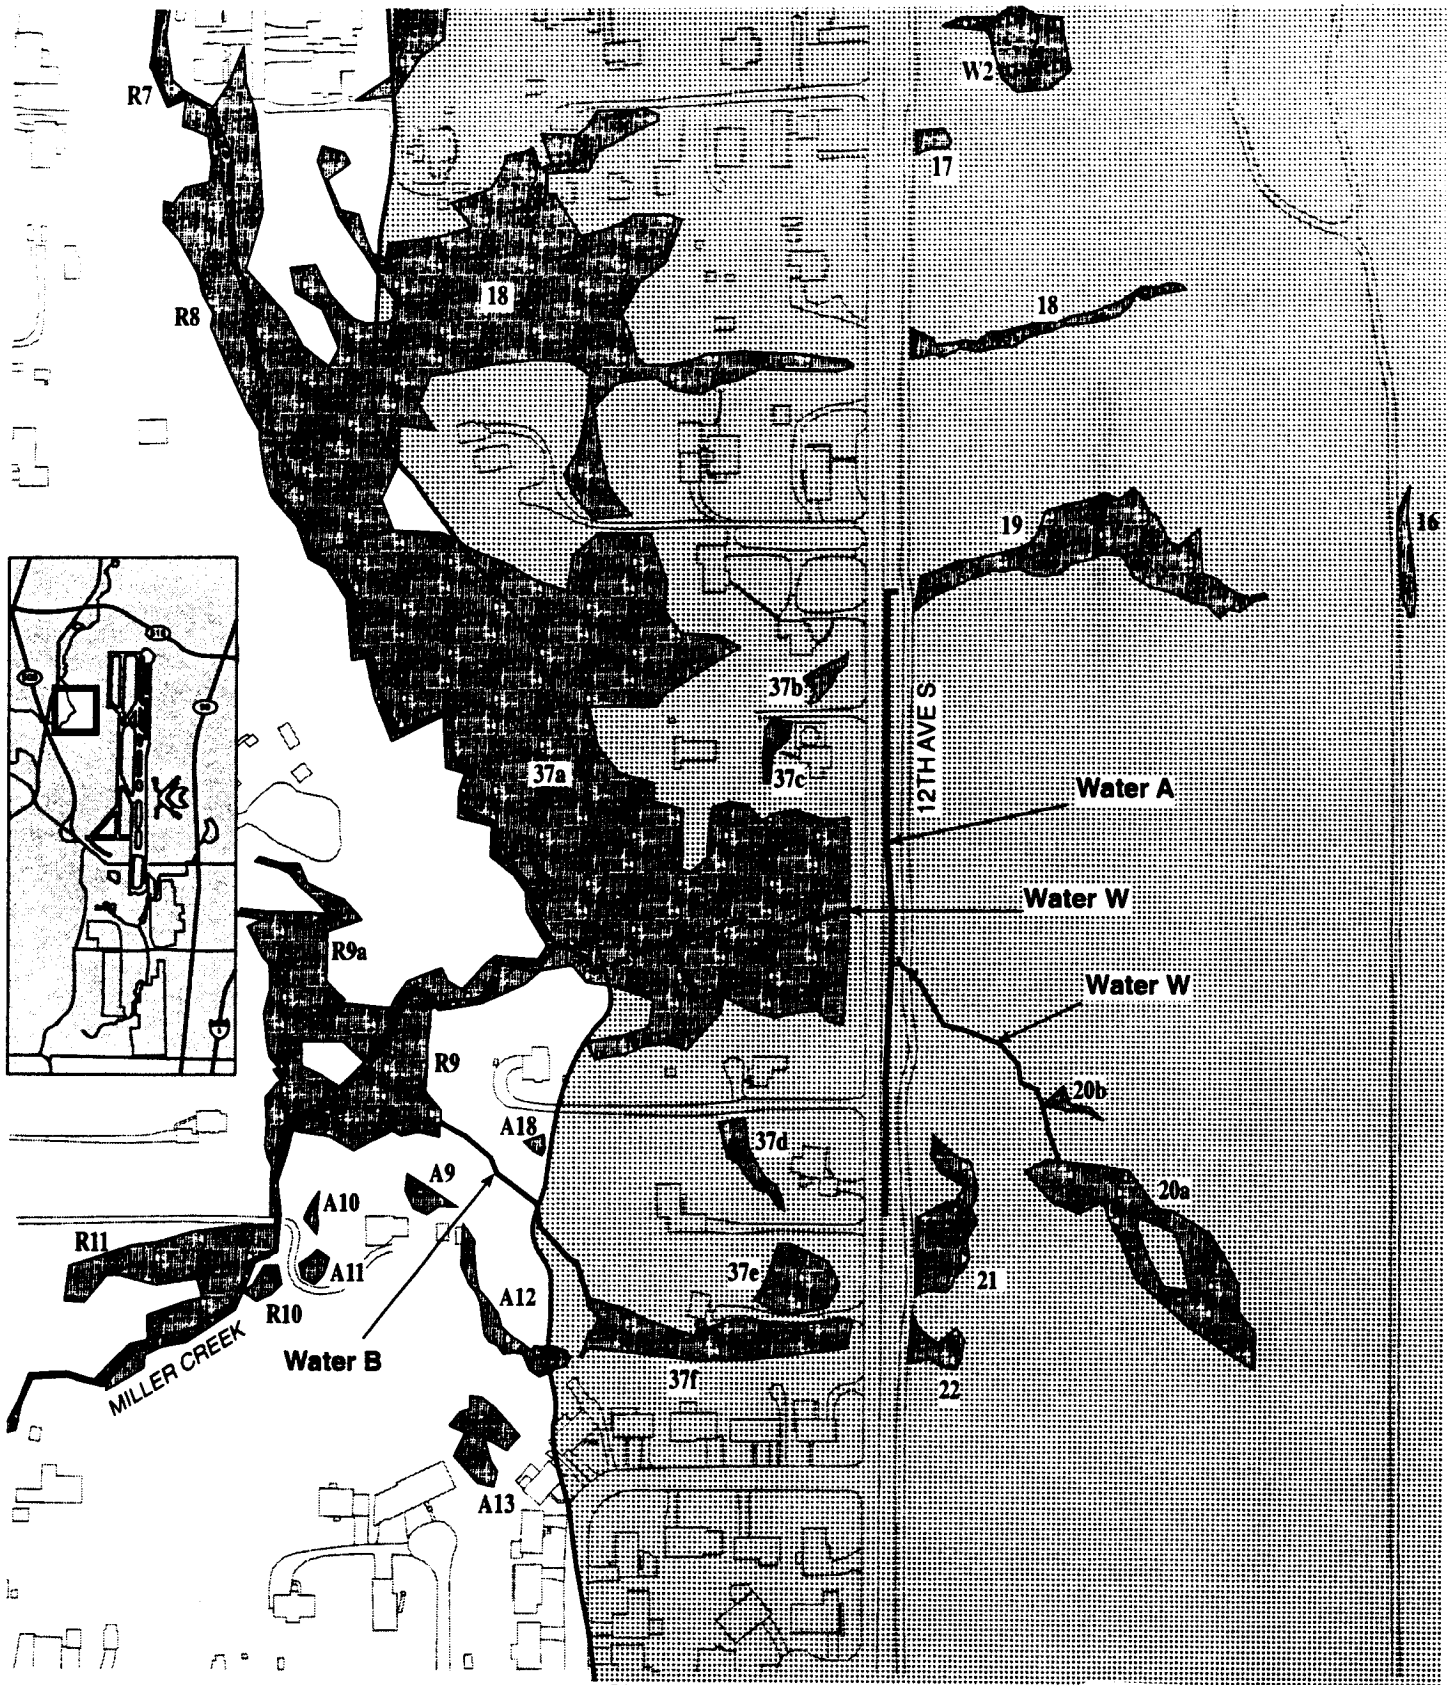 W2
R7
17
18
18
R8
19
16
37b
12TH AVE S
37a
37c
Water A
Water W
R9a
Water W
R9
20b
A18
37d
A9
20a
A10
R11
A11
37e
21
A12
R10
MILLER CREEK
Water B
37f
22
A13